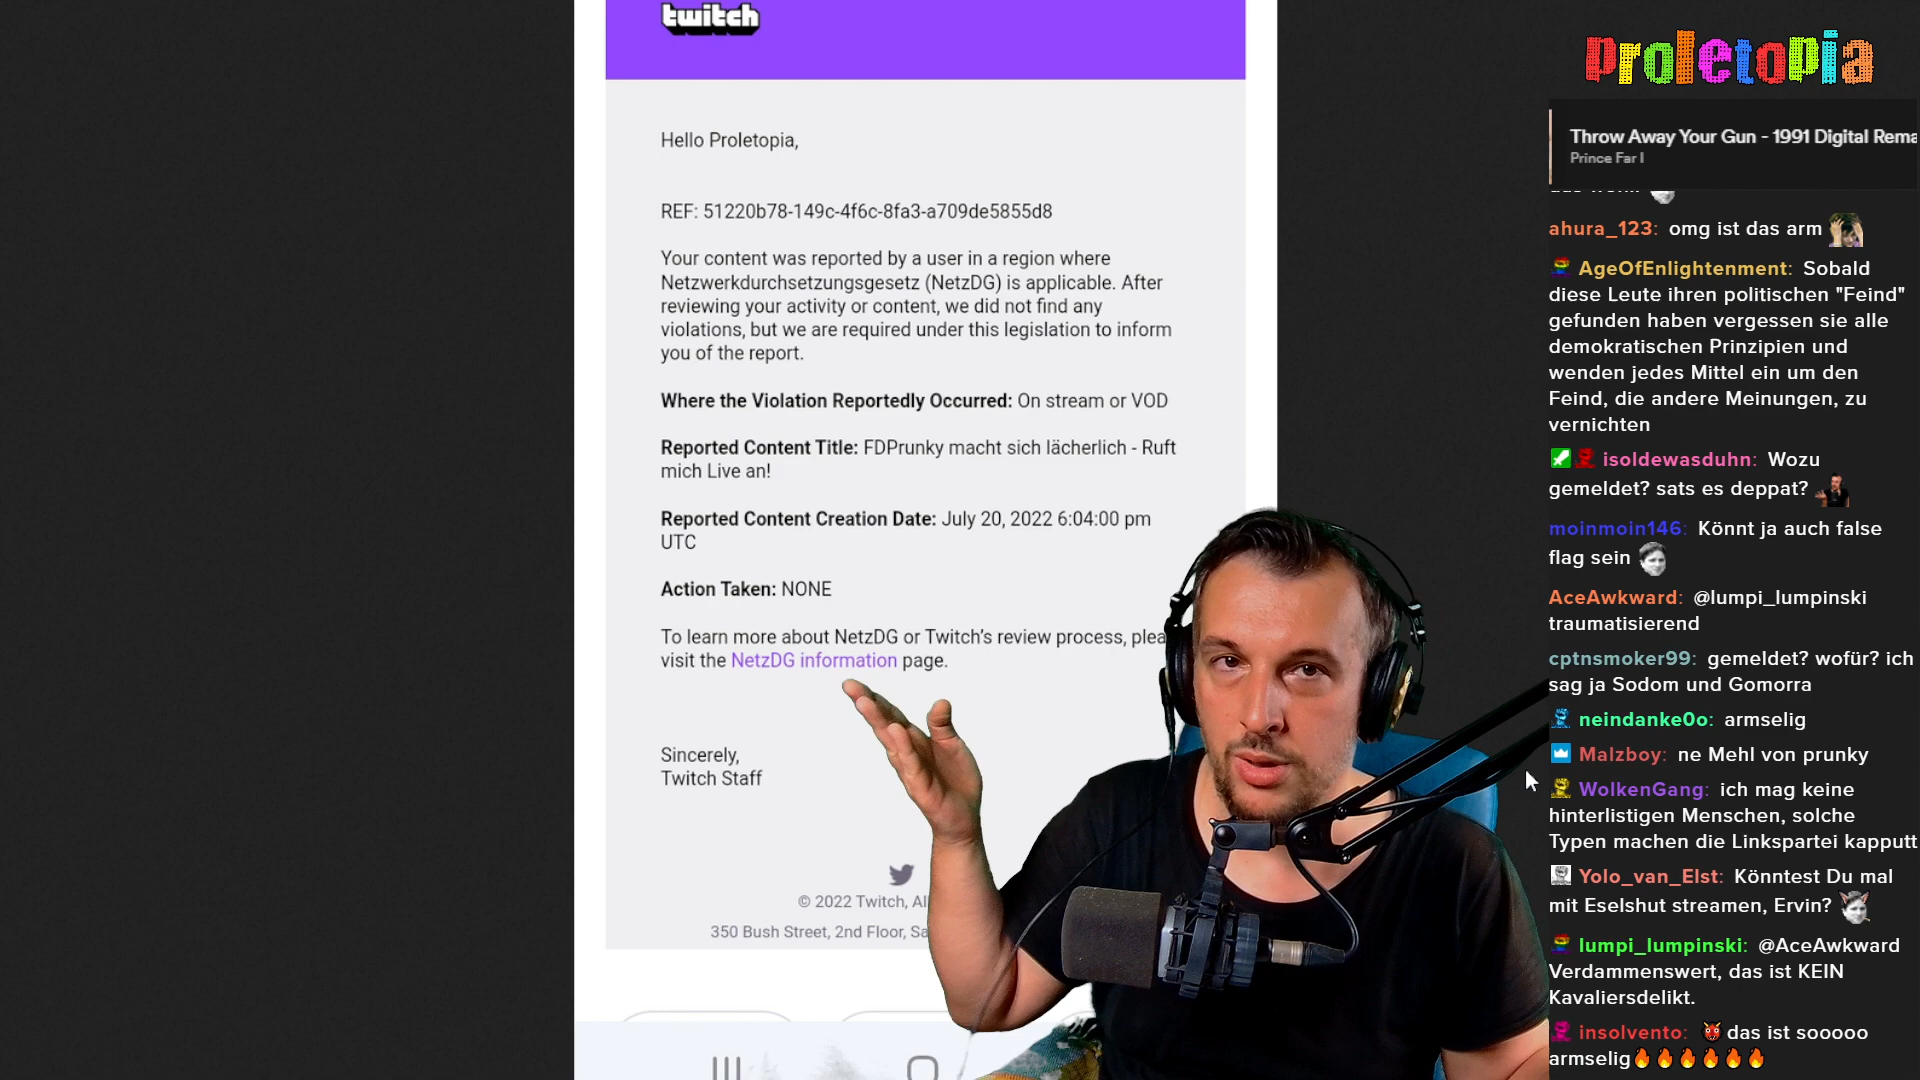 twitch
Hello Proletopia,
REF: 51220b78-149c-4f6c-8fa3-a709de5855d8
Your content was reported by a user in a region where
Netzwerkdurchsetzungsgesetz (NetzDG) is applicable. After
reviewing your activity or content, we did not find any
violations, but we are required under this legislation to inform
you of the report.
Where the Violation Reportedly Occurred: On stream or VOD
Reported Content Title: FDPrunky macht sich lächerlich - Ruft
mich Live an!
Reported Content Creation Date: July 20, 2022 6:04:00 pm
UTC
Action Taken: NONE
To learn more about NetzDG or Twitch's review process, plea
visit the NetzDG information page.
Sincerely,
Twitch Staff
© 2022 Twitch, Al
350 Bush Street, 2nd Floor, Sa
Proletopia
Throw Away Your Gun - 1991 Digital Rema
Prince Far I
ahura_123: omg ist das arm
AgeOfEnlightenment: Sobald
diese Leute ihren politischen "Feind"
gefunden haben vergessen sie alle
demokratischen Prinzipien und
wenden jedes Mittel ein um den
Feind, die andere Meinungen, zu
vernichten
isoldewasduhn: Wozu
gemeldet? sats es deppat?
moinmoin146: Könnt ja auch false
flag sein
AceAwkward: @lumpi_lumpinski
traumatisierend
cptnsmoker99: gemeldet? wofür? ich
sag ja Sodom und Gomorra
neindanke0o: armselig
Malzboy: ne Mehl von prunky
WolkenGang: ich mag keine
hinterlistigen Menschen, solche
Typen machen die Linkspartei kapputt
Yolo_van_Elst: Könntest Du mal
mit Eselshut streamen, Ervin?
lumpi_lumpinski: @AceAwkward
Verdammenswert, das ist KEIN
Kavaliersdelikt.
insolvento: 👹das ist sooooo
armselig🔥🔥🔥🔥🔥🔥